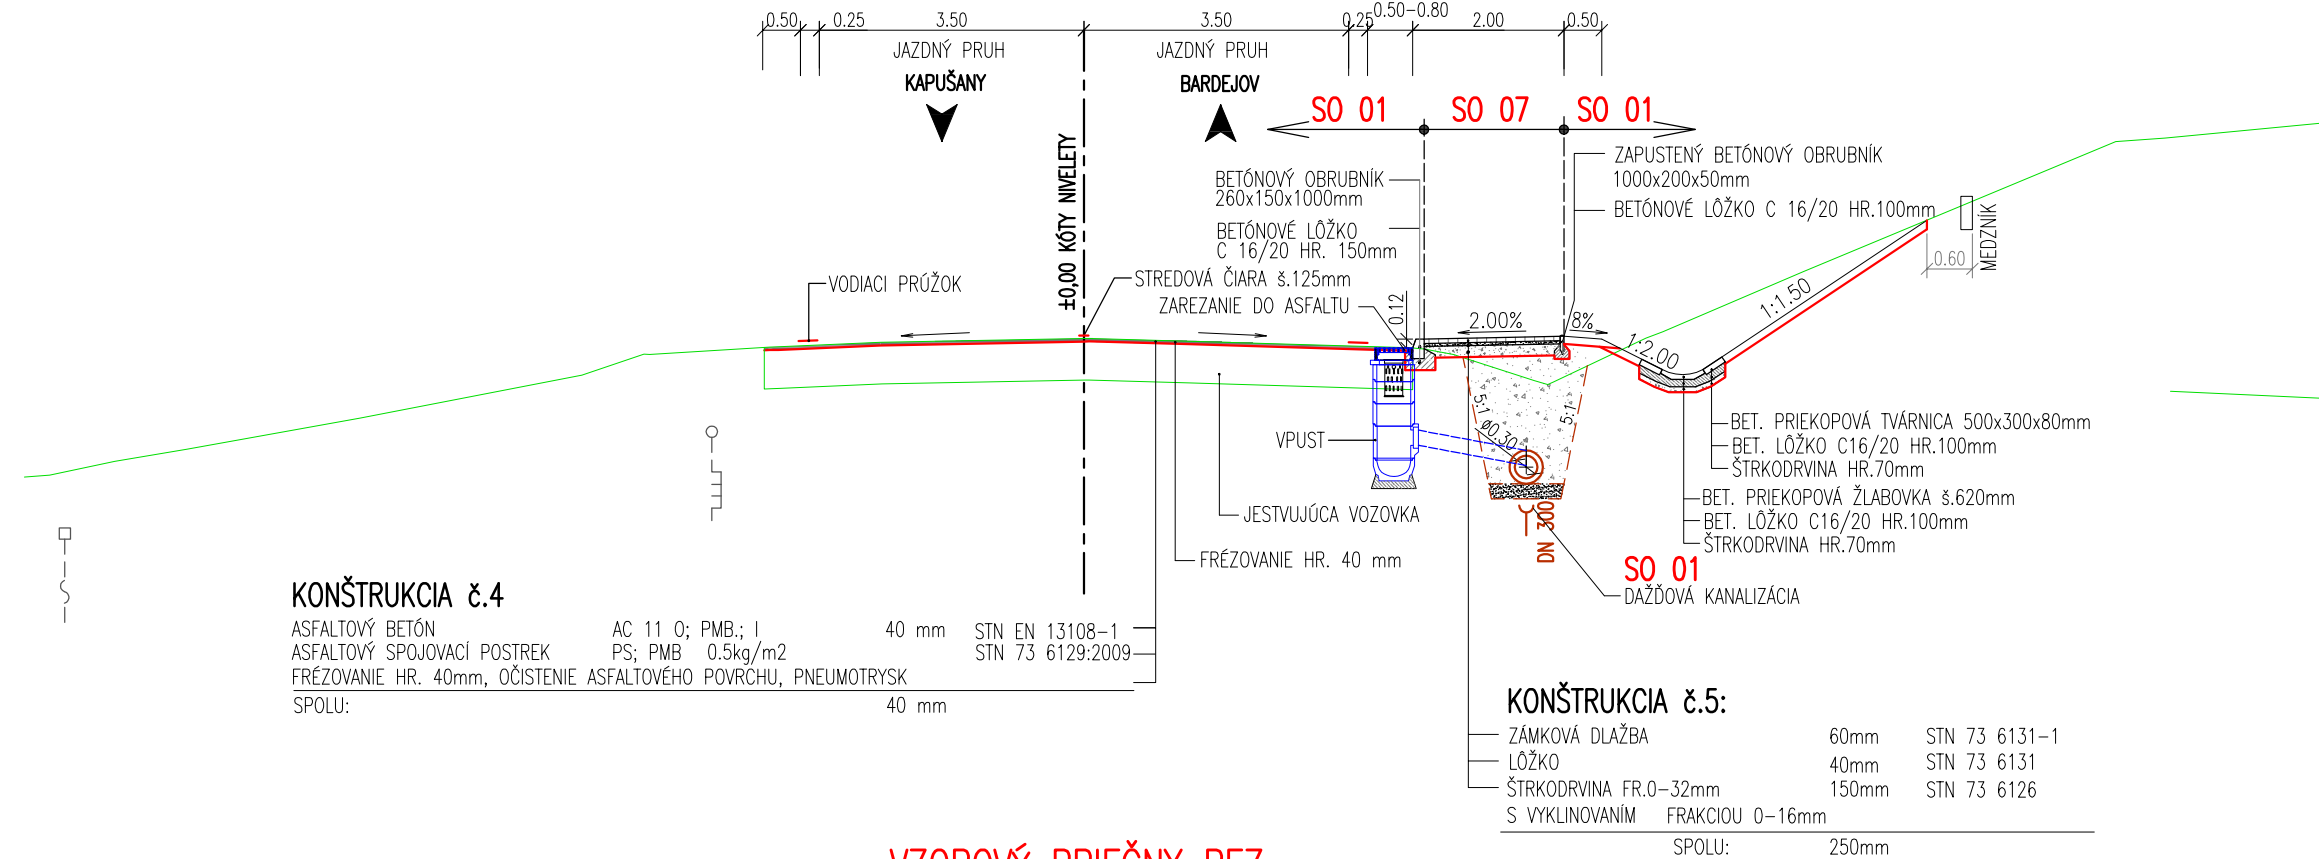 0.50 0.25 3.50 3.50 0.25 0.50-0.80 2.00 0.50
JAZDNÝ PRUH
KAPUŠANY
JAZDNÝ PRUH
BARDEJOV
SO 01 SO 07 SO 01
±0,00 KÓTY NIVELETY
BETÓNOVÝ OBRUBNÍK
260x150x1000mm
BETÓNOVÉ LÔŽKO
C 16/20 HR. 150mm
ZAPUSTENÝ BETÓNOVÝ OBRUBNÍK
1000x200x50mm
BETÓNOVÉ LÔŽKO C 16/20 HR.100mm
MEDZNÍK
0.60
VODIACI PRÚŽOK
STREDOVÁ ČIARA š.125mm
ZAREZANIE DO ASFALTU
0.12
2.00%
8%
1:2.00
1:1.50
5:1
5:1
ø0.30
VPUST
JESTVUJÚCA VOZOVKA
FRÉZOVANIE HR. 40 mm
DN 300
BET. PRIEKOPOVÁ TVÁRNICA 500x300x80mm
BET. LÔŽKO C16/20 HR.100mm
ŠTRKODRVINA HR.70mm
BET. PRIEKOPOVÁ ŽLABOVKA š.620mm
BET. LÔŽKO C16/20 HR.100mm
ŠTRKODRVINA HR.70mm
SO 01
DAŽĎOVÁ KANALIZÁCIA
KONŠTRUKCIA č.4
ASFALTOVÝ BETÓN AC 11 O; PMB.; I 40 mm STN EN 13108-1
ASFALTOVÝ SPOJOVACÍ POSTREK PS; PMB 0.5kg/m2 STN 73 6129:2009
FRÉZOVANIE HR. 40mm, OČISTENIE ASFALTOVÉHO POVRCHU, PNEUMOTRYSK
SPOLU: 40 mm
KONŠTRUKCIA č.5:
ZÁMKOVÁ DLAŽBA 60mm STN 73 6131-1
LÔŽKO 40mm STN 73 6131
ŠTRKODRVINA FR.0-32mm 150mm STN 73 6126
S VYKLINOVANÍM FRAKCIOU 0-16mm
SPOLU: 250mm
VZOROVÝ PRIEČNY REZ